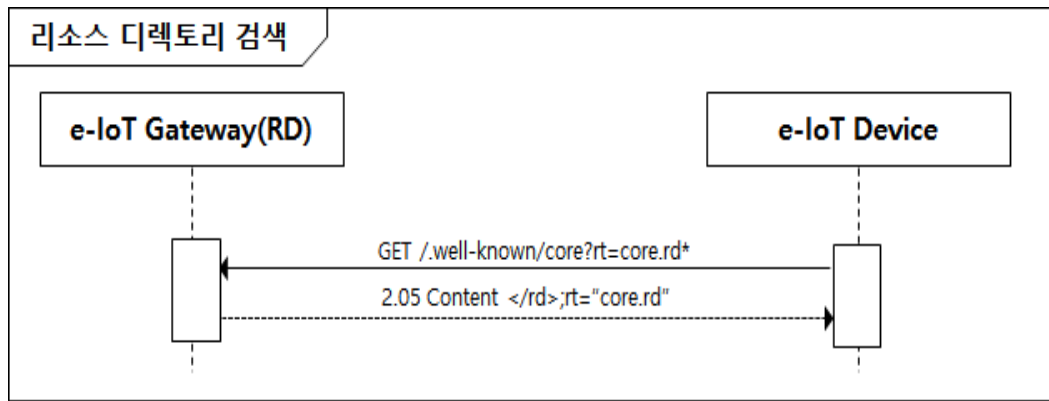 리소스 디렉토리 검색
e-IoT Gateway(RD)
e-IoT Device
GET /.well-known/core?rt=core.rd*
2.05 Content </rd>;rt="core.rd"